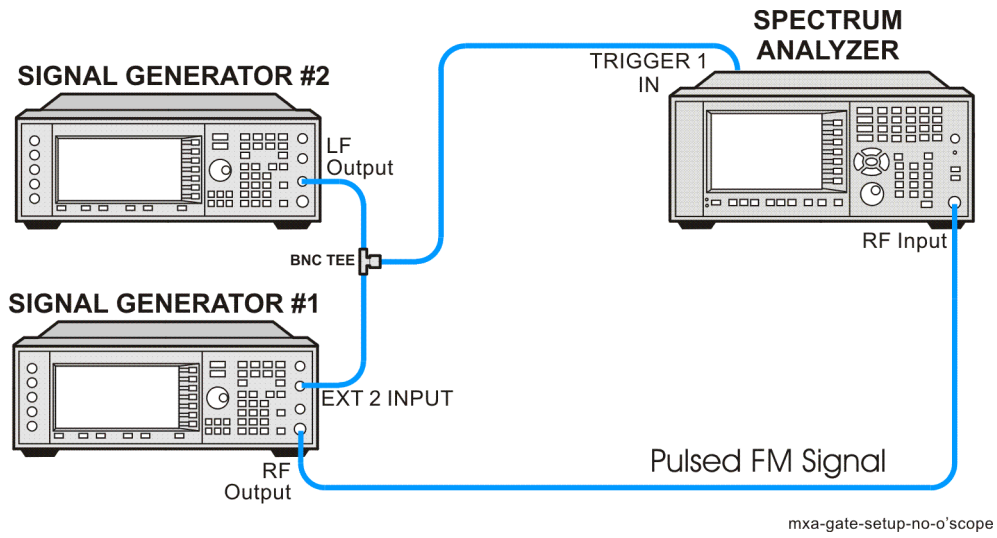 SPECTRUM
ANALYZER
TRIGGER 1
IN
SIGNAL GENERATOR #2
LF
Output
RF Input
BNC TEE
SIGNAL GENERATOR #1
EXT 2 INPUT
RF
Output
Pulsed FM Signal
mxa-gate-setup-no-o'scope